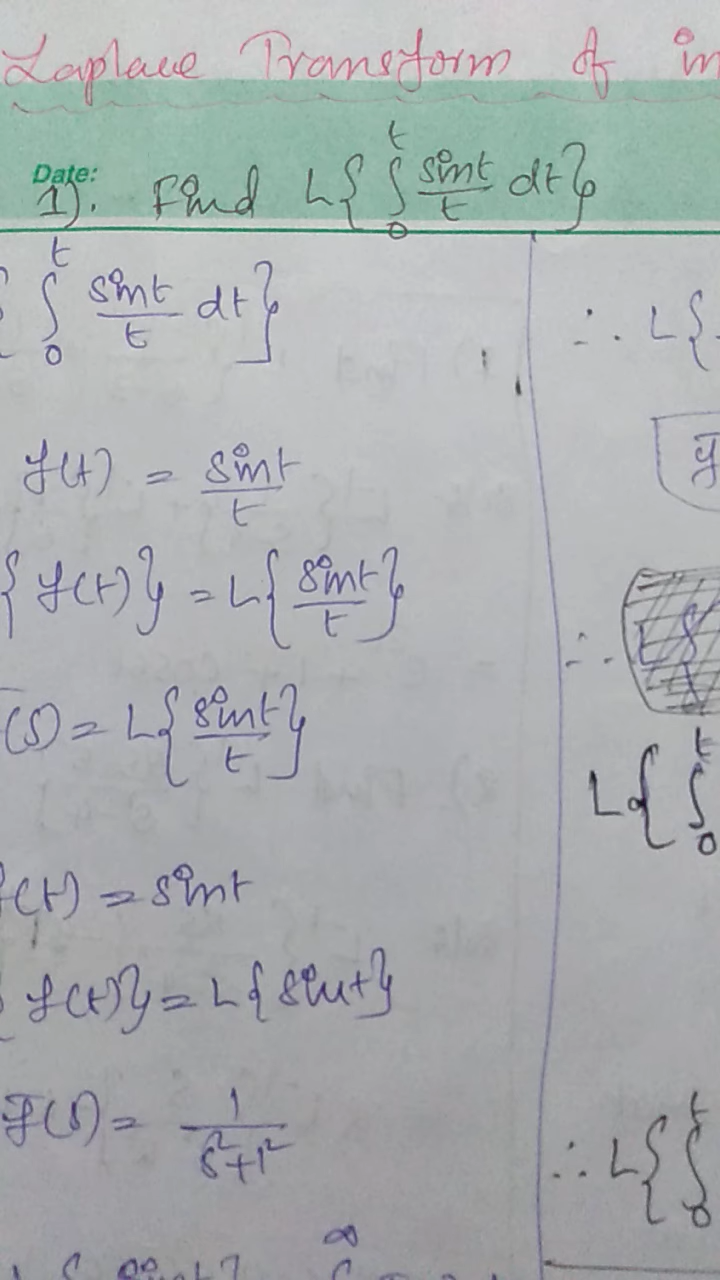 Laplace Transform of in
Date:
1). Find L{∫₀ᵗ sint/t dt}
{∫₀ᵗ sint/t dt}
f(t) = sint/t
{f(t)} = L{sint/t}
(s) = L{sint/t}
f(t) = sint
{f(t)} = L{sint}
f̄(s) = 1/(s²+1²)
∞
∴ L{
∴
L{∫₀ᵗ
∴ L{∫₀ᵗ